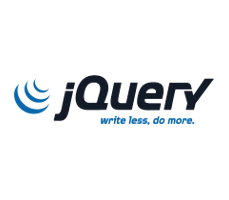 jQuery
write less, do more.